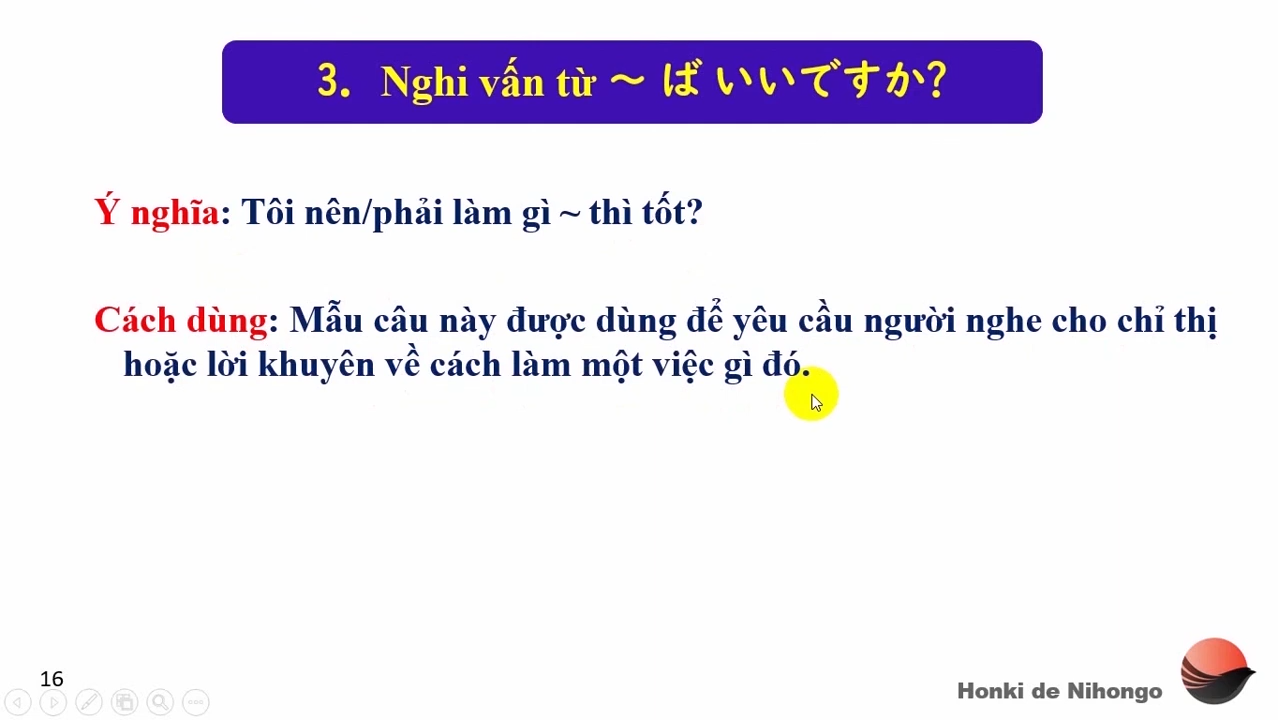 3. Nghi vấn từ ～ ば いいですか?
Ý nghĩa: Tôi nên/phải làm gì ~ thì tốt?
Cách dùng: Mẫu câu này được dùng để yêu cầu người nghe cho chỉ thị
hoặc lời khuyên về cách làm một việc gì đó.
16
Honki de Nihongo